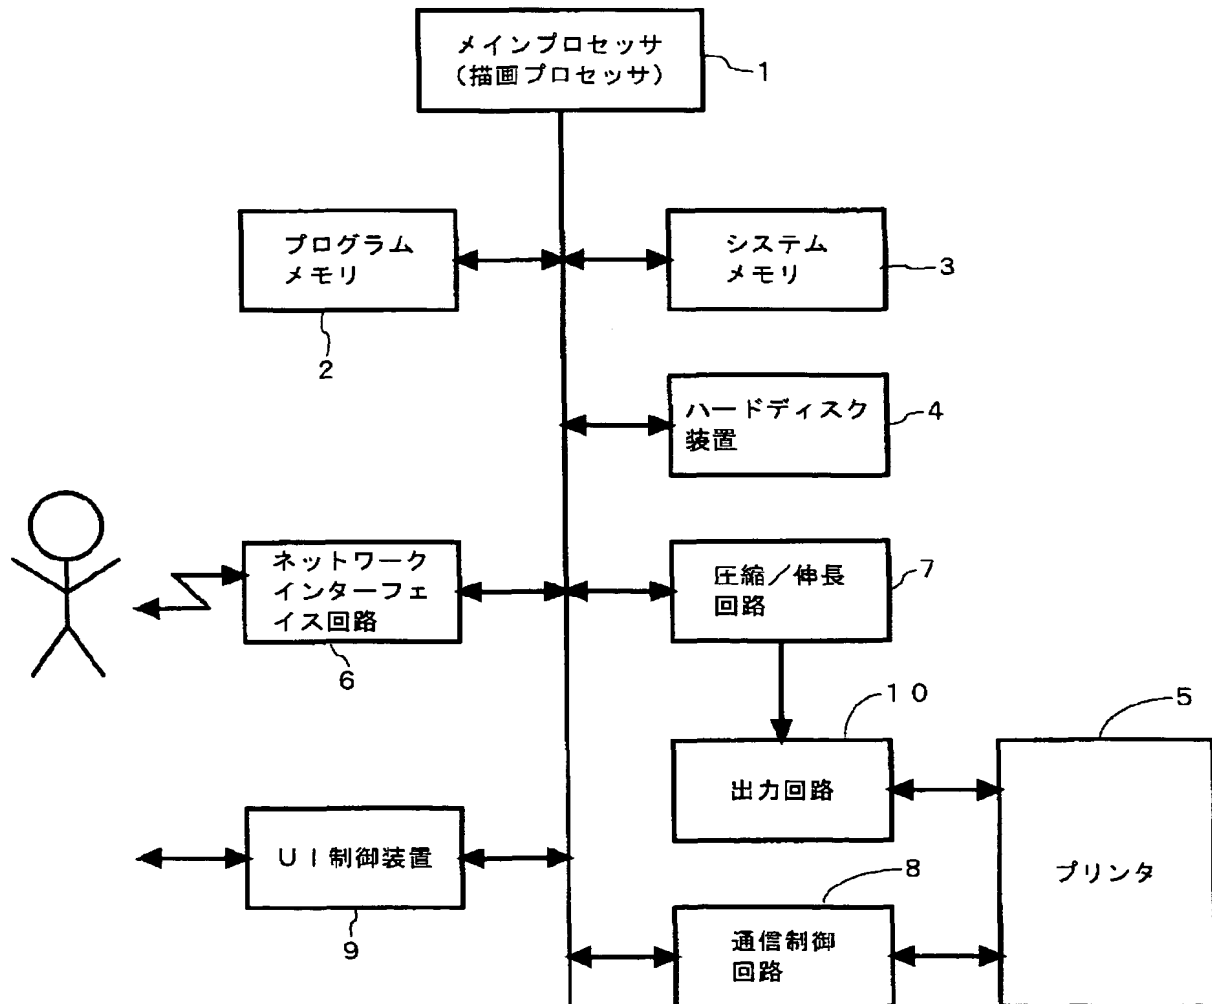 メインプロセッサ
(描画プロセッサ)
1
プログラム
メモリ
2
システム
メモリ
3
ハードディスク
装置
4
ネットワーク
インターフェ
イス回路
6
圧縮／伸長
回路
7
10
出力回路
5
プリンタ
UI制御装置
9
8
通信制御
回路